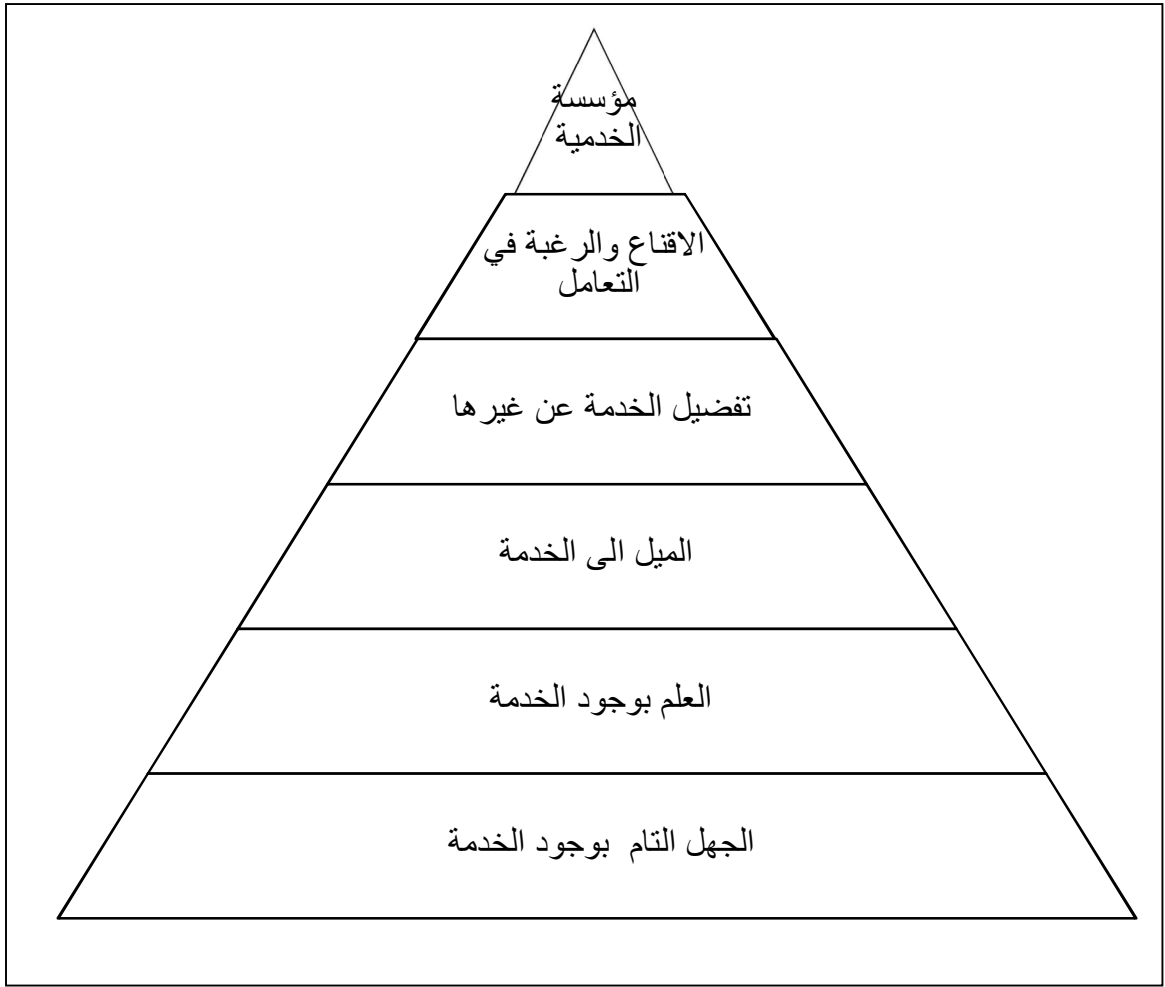 مؤسسة
الخدمية
الاقناع والرغبة في
التعامل
تفضيل الخدمة عن غيرها
الميل الى الخدمة
العلم بوجود الخدمة
الجهل التام بوجود الخدمة